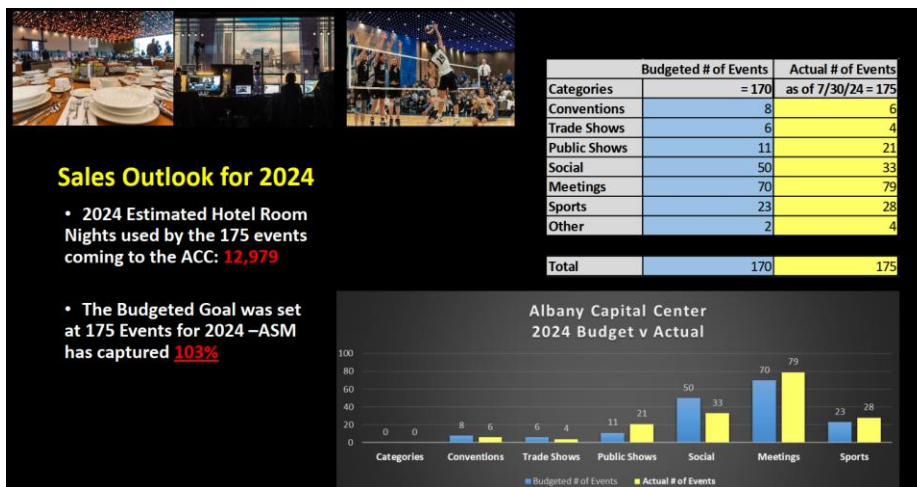 Sales Outlook for 2024
• 2024 Estimated Hotel Room
Nights used by the 175 events
coming to the ACC: 12,979
• The Budgeted Goal was set
at 175 Events for 2024 –ASM
has captured 103%
Budgeted # of Events Actual # of Events
Categories = 170 as of 7/30/24 = 175
Conventions 8 6
Trade Shows 6 4
Public Shows 11 21
Social 50 33
Meetings 70 79
Sports 23 28
Other 2 4
Total 170 175
Albany Capital Center
2024 Budget v Actual
100
80
60
40
20
0
0 0 8 6 6 4 11 21 50 33 70 79 23 28
Categories Conventions Trade Shows Public Shows Social Meetings Sports
Budgeted # of Events Actual # of Events